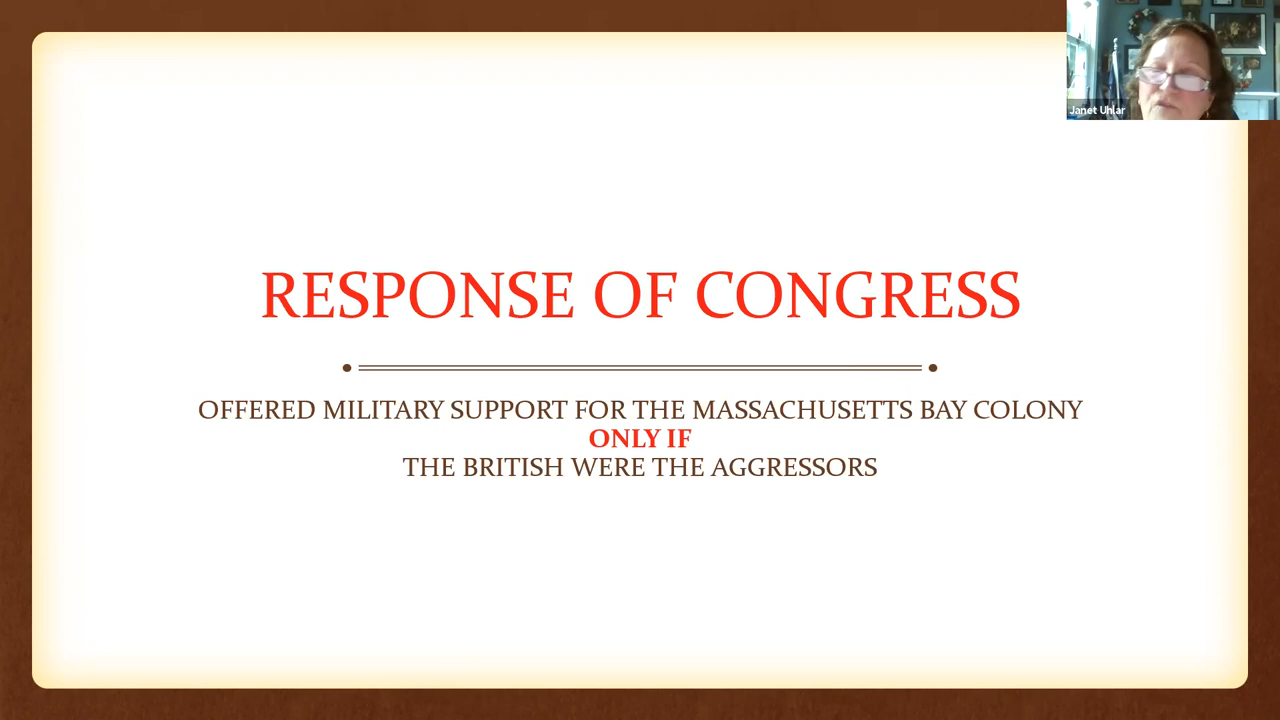 Janet Uhlar
RESPONSE OF CONGRESS
OFFERED MILITARY SUPPORT FOR THE MASSACHUSETTS BAY COLONY
ONLY IF
THE BRITISH WERE THE AGGRESSORS